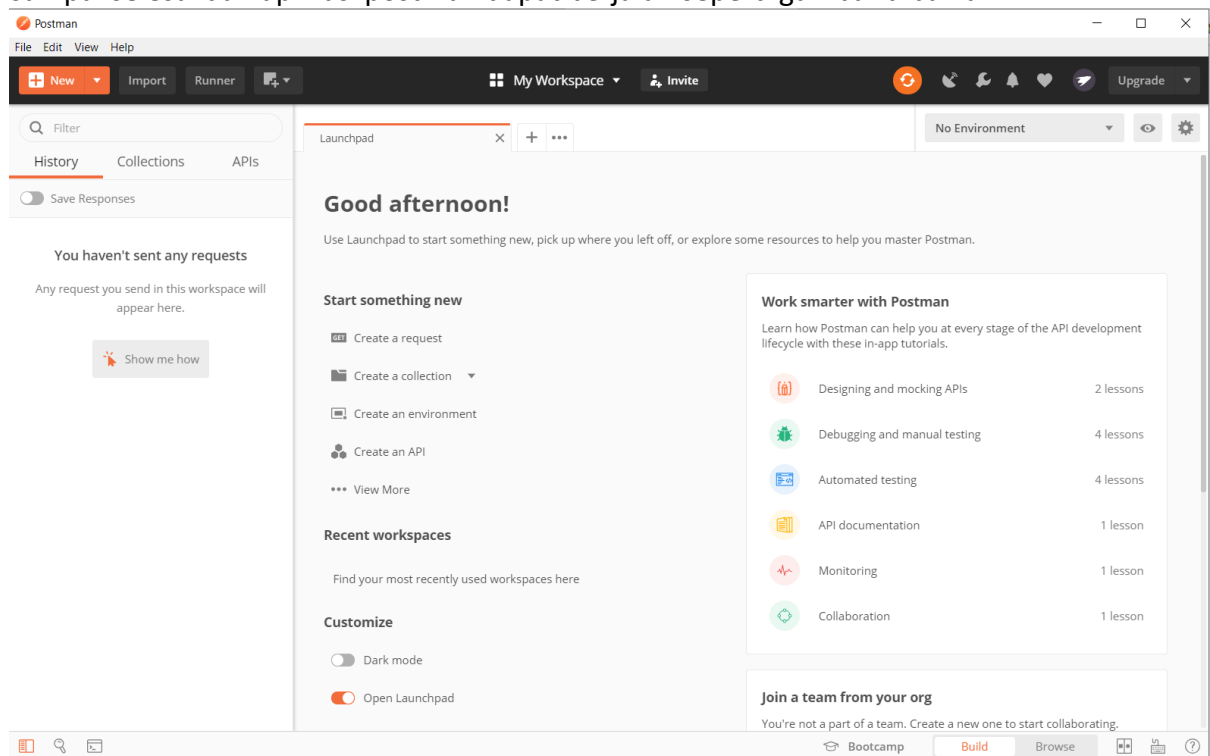 Postman
File Edit View Help
New Import Runner My Workspace Invite Upgrade
Filter
History Collections APIs
Save Responses
You haven't sent any requests
Any request you send in this workspace will
appear here.
Show me how
Launchpad
No Environment
Good afternoon!
Use Launchpad to start something new, pick up where you left off, or explore some resources to help you master Postman.
Start something new
GET Create a request
Create a collection
Create an environment
Create an API
View More
Recent workspaces
Find your most recently used workspaces here
Customize
Dark mode
Open Launchpad
Work smarter with Postman
Learn how Postman can help you at every stage of the API development
lifecycle with these in-app tutorials.
Designing and mocking APIs 2 lessons
Debugging and manual testing 4 lessons
Automated testing 4 lessons
API documentation 1 lesson
Monitoring 1 lesson
Collaboration 1 lesson
Join a team from your org
You're not a part of a team. Create a new one to start collaborating.
Bootcamp Build Browse